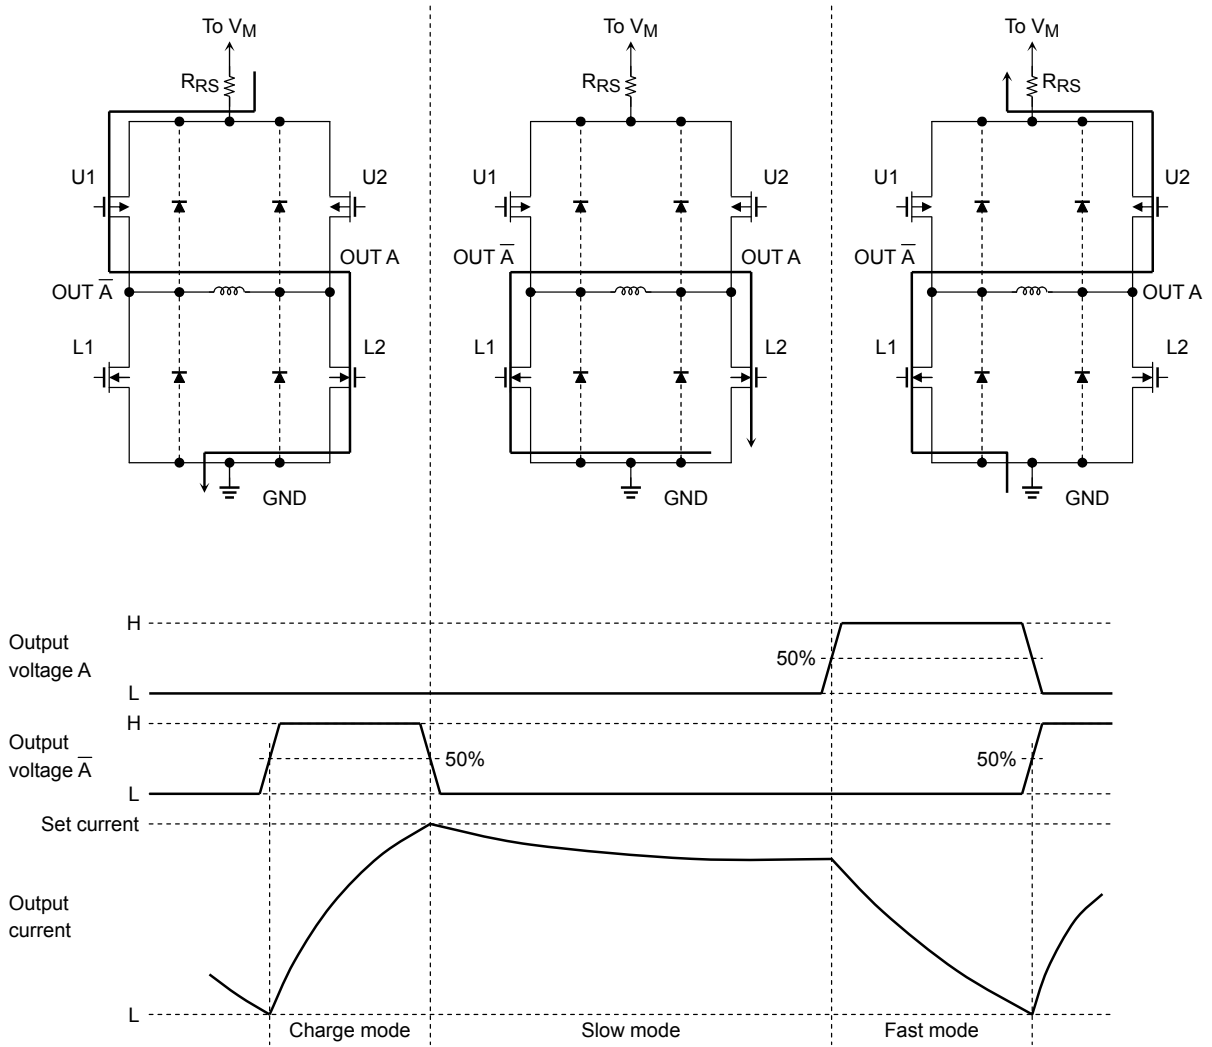 To VM
RRS
U1
U2
OUT A
OUT A̅
L1
L2
GND
To VM
RRS
U1
U2
OUT A̅
OUT A
L1
L2
GND
To VM
RRS
U1
U2
OUT A̅
OUT A
L1
L2
GND
Output
voltage A
H
L
50%
Output
voltage A̅
H
L
50%
50%
Set current
Output
current
L
Charge mode
Slow mode
Fast mode